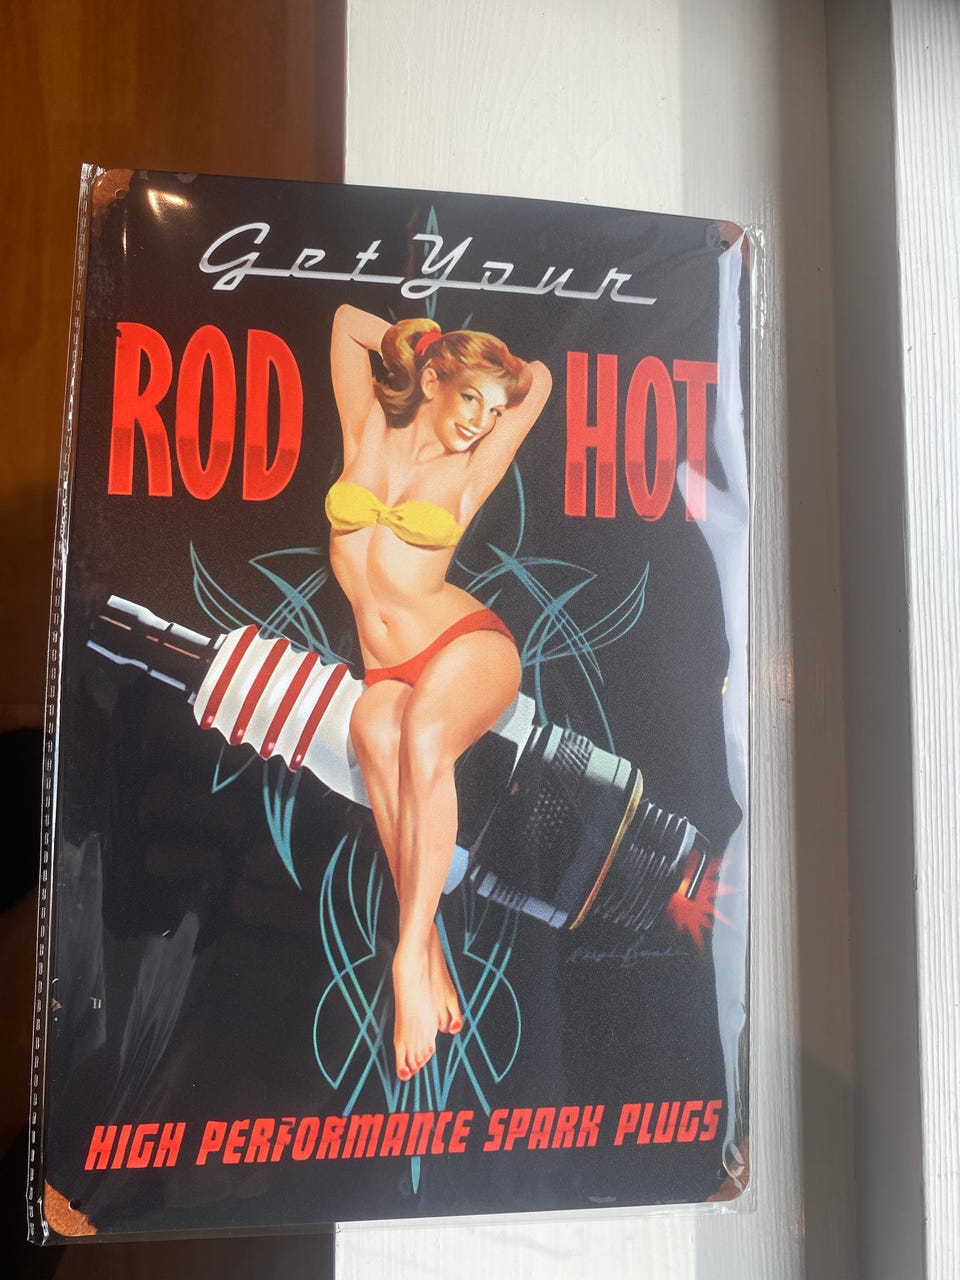 Get Your
ROD HOT
HIGH PERFORMANCE SPARK PLUGS